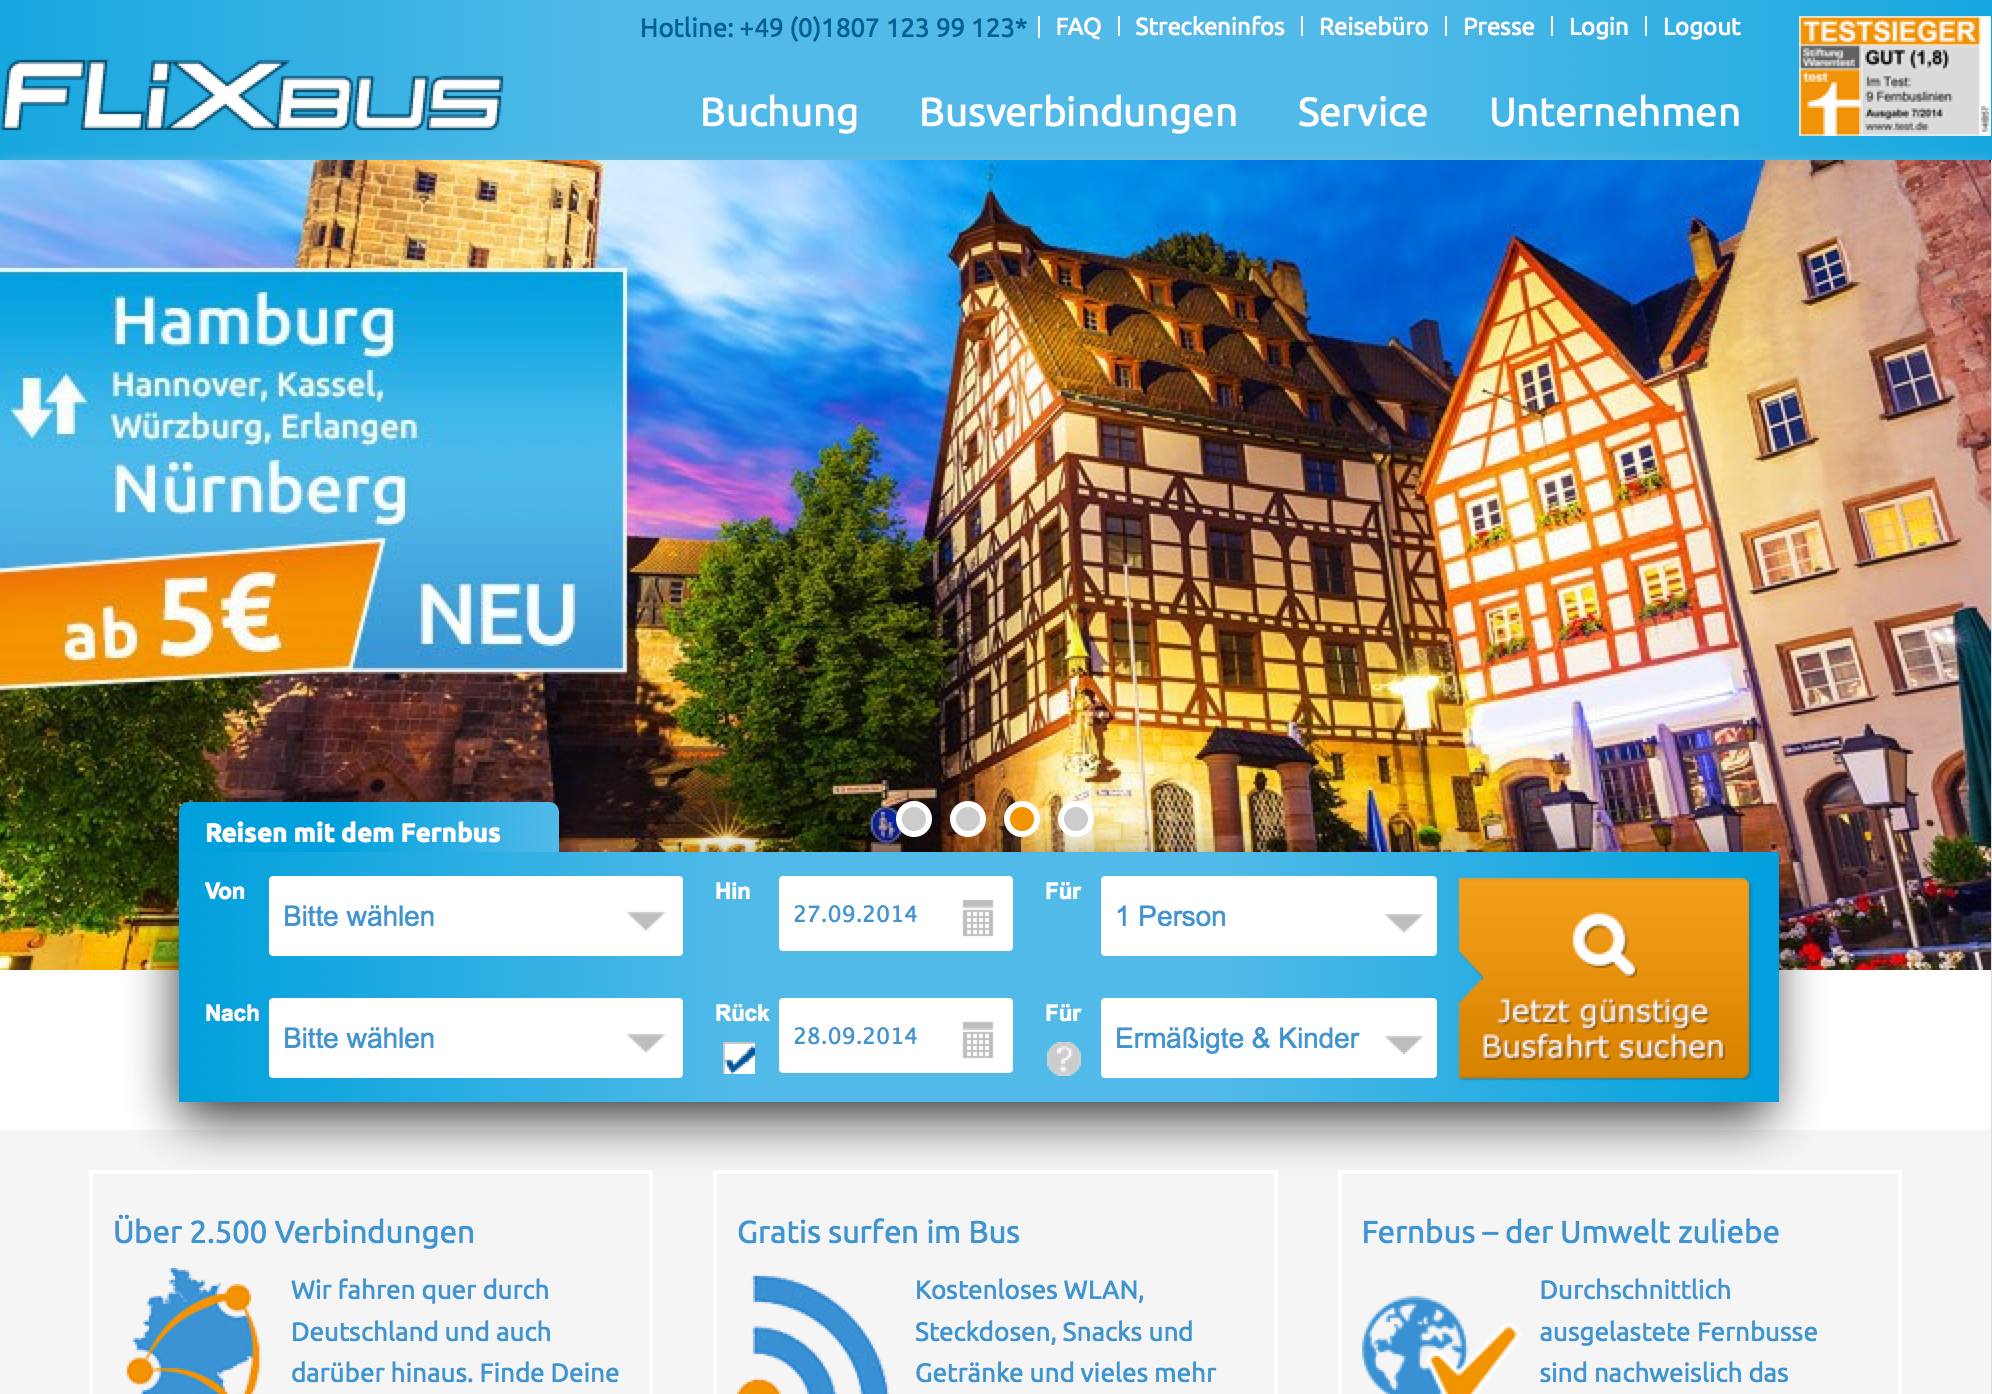 Hotline: +49 (0)1807 123 99 123* | FAQ | Streckeninfos | Reisebüro | Presse | Login | Logout
FLiXBUS
Buchung Busverbindungen Service Unternehmen
TESTSIEGER
Stiftung
Warentest
test
GUT (1,8)
Im Test:
9 Fernbuslinien
Ausgabe 7/2014
www.test.de
Hamburg
Hannover, Kassel,
Würzburg, Erlangen
Nürnberg
ab 5€
NEU
Reisen mit dem Fernbus
Von Bitte wählen Hin 27.09.2014 Für 1 Person
Nach Bitte wählen Rück 28.09.2014 Für ? Ermäßigte & Kinder
Jetzt günstige
Busfahrt suchen
Über 2.500 Verbindungen
Wir fahren quer durch
Deutschland und auch
darüber hinaus. Finde Deine
Gratis surfen im Bus
Kostenloses WLAN,
Steckdosen, Snacks und
Getränke und vieles mehr
Fernbus – der Umwelt zuliebe
Durchschnittlich
ausgelastete Fernbusse
sind nachweislich das